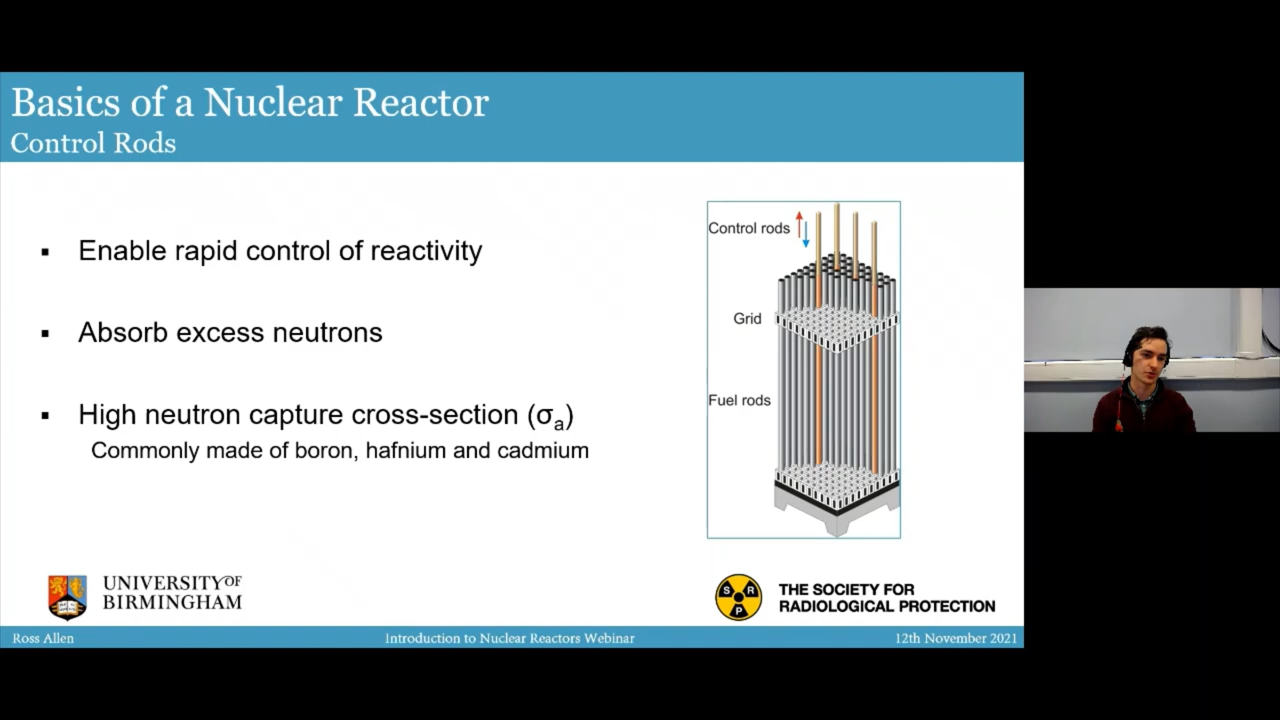 Basics of a Nuclear Reactor
Control Rods
▪ Enable rapid control of reactivity
▪ Absorb excess neutrons
▪ High neutron capture cross-section (σₐ)
Commonly made of boron, hafnium and cadmium
Control rods
Grid
Fuel rods
UNIVERSITY OF
BIRMINGHAM
S R
P
THE SOCIETY FOR
RADIOLOGICAL PROTECTION
Ross Allen
Introduction to Nuclear Reactors Webinar
12th November 2021